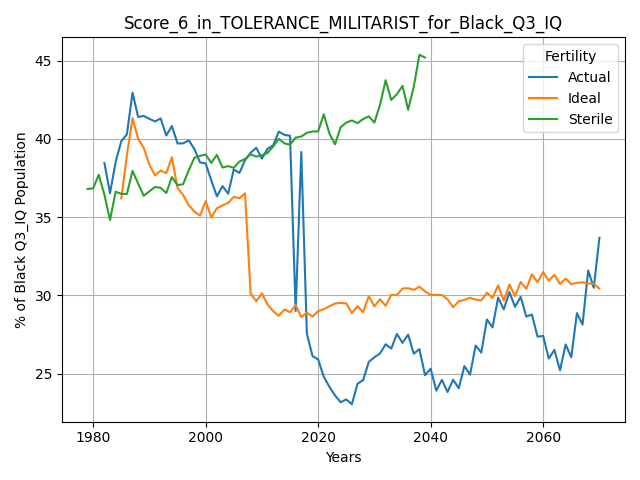 Score_6_in_TOLERANCE_MILITARIST_for_Black_Q3_IQ
% of Black Q3_IQ Population
45
40
35
30
25
Fertility
Actual
Ideal
Sterile
1980
2000
2020
2040
2060
Years